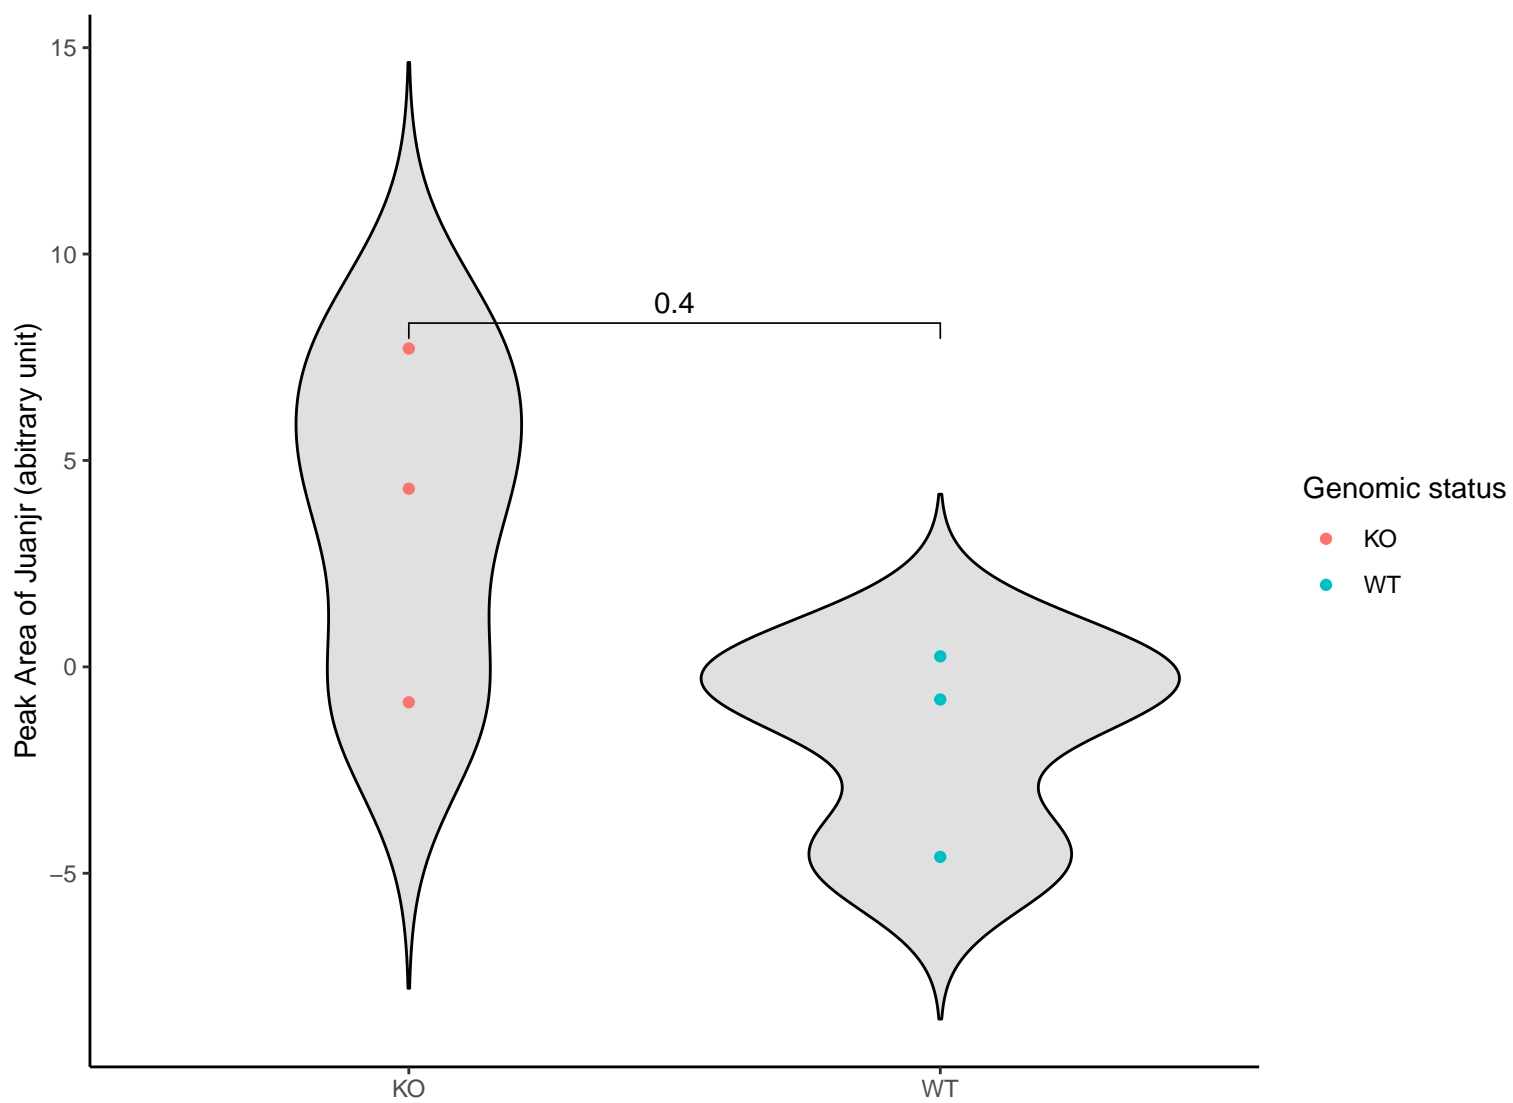 Peak Area of Juanjr (abitrary unit)
15
10
5
0
−5
0.4
KO
WT
Genomic status
KO
WT